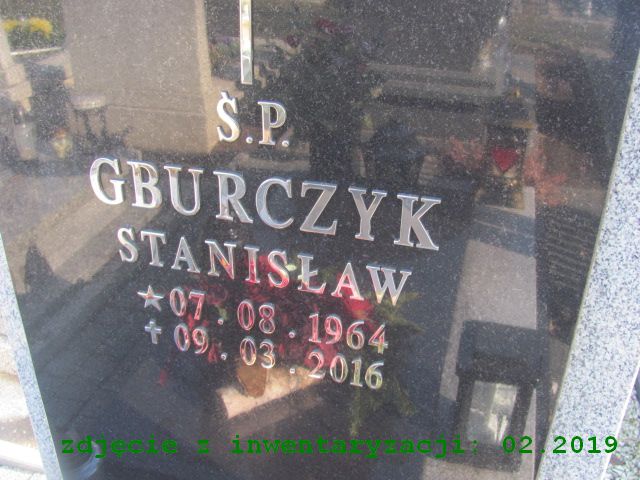 Ś.P.
GBURCZYK
STANISŁAW
★ 07.08.1964
✝ 09.03.2016
zdjęcie z inwentaryzacji: 02.2019